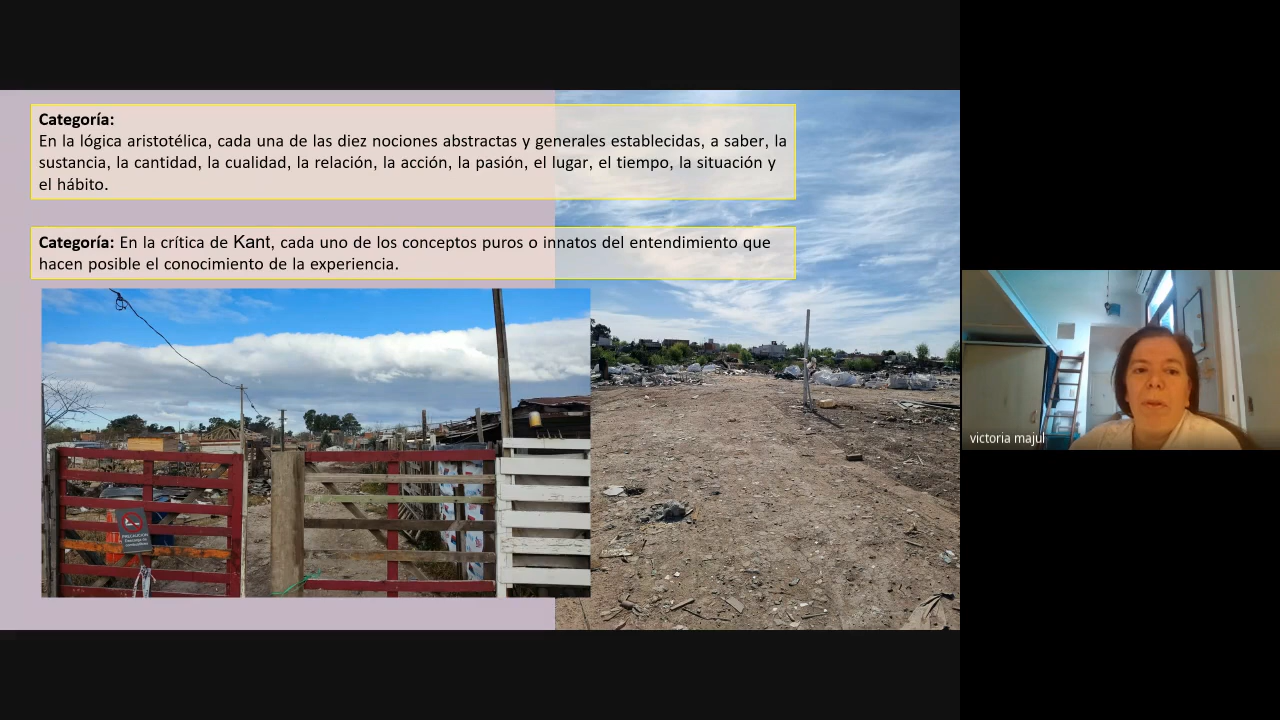 Categoría:
En la lógica aristotélica, cada una de las diez nociones abstractas y generales establecidas, a saber, la
sustancia, la cantidad, la cualidad, la relación, la acción, la pasión, el lugar, el tiempo, la situación y
el hábito.
Categoría: En la crítica de Kant, cada uno de los conceptos puros o innatos del entendimiento que
hacen posible el conocimiento de la experiencia.
PRECAUCION
victoria majul